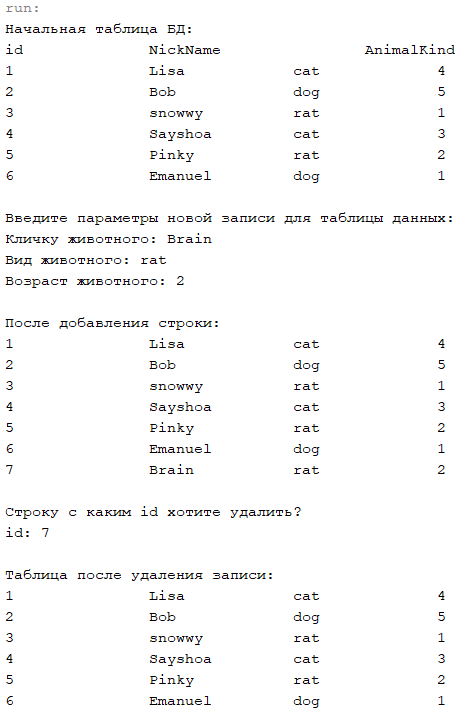 run:
Начальная таблица БД:
id NickName AnimalKind
1 Lisa cat 4
2 Bob dog 5
3 snowwy rat 1
4 Sayshoa cat 3
5 Pinky rat 2
6 Emanuel dog 1
Введите параметры новой записи для таблицы данных:
Кличку животного: Brain
Вид животного: rat
Возраст животного: 2
После добавления строки:
1 Lisa cat 4
2 Bob dog 5
3 snowwy rat 1
4 Sayshoa cat 3
5 Pinky rat 2
6 Emanuel dog 1
7 Brain rat 2
Строку с каким id хотите удалить?
id: 7
Таблица после удаления записи:
1 Lisa cat 4
2 Bob dog 5
3 snowwy rat 1
4 Sayshoa cat 3
5 Pinky rat 2
6 Emanuel dog 1